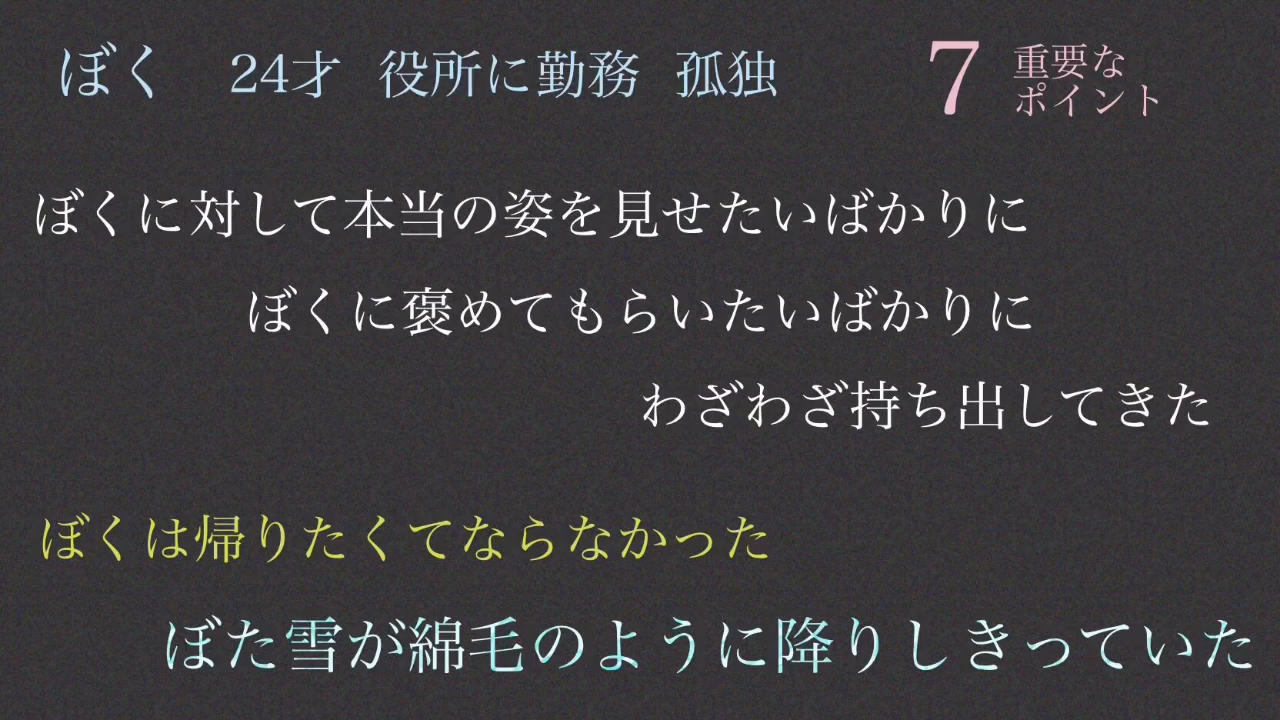 ぼく 24才 役所に勤務 孤独
7 重要な
ポイント
ぼくに対して本当の姿を見せたいばかりに
ぼくに褒めてもらいたいばかりに
わざわざ持ち出してきた
ぼくは帰りたくてならなかった
ぼた雪が綿毛のように降りしきっていた